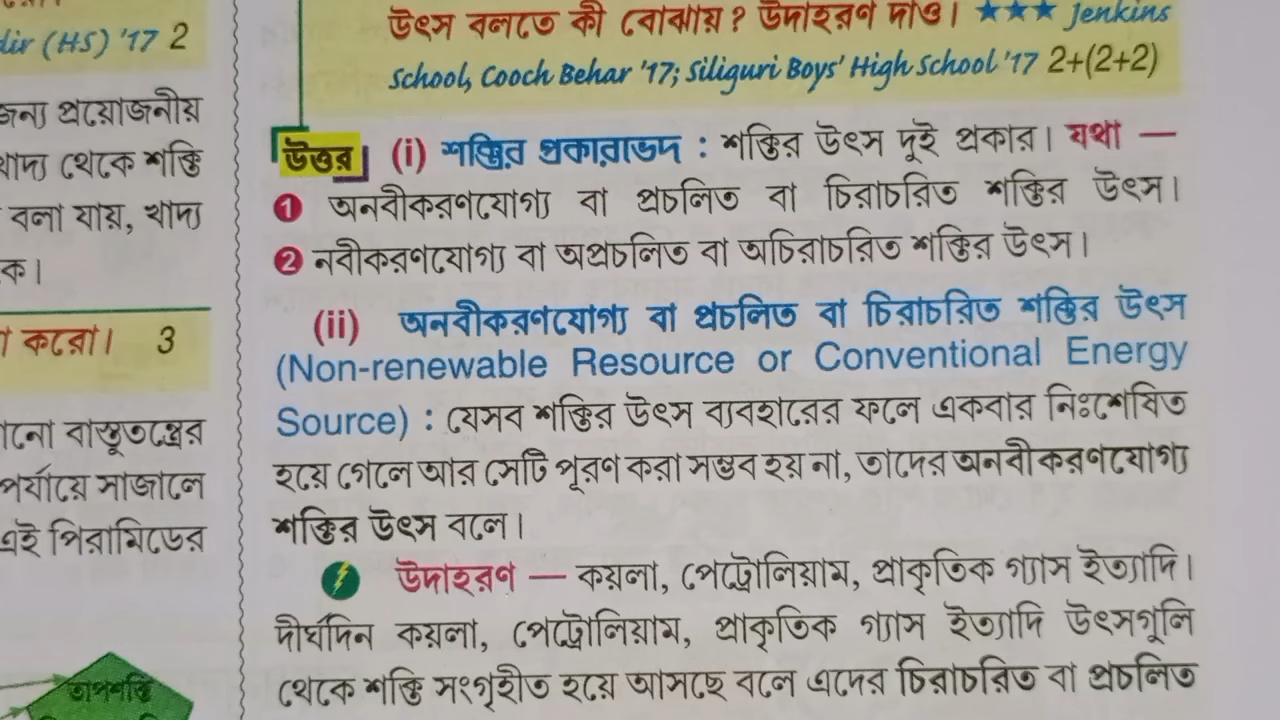 dir (HS) '17 2
জন্য প্রয়োজনীয়
খাদ্য থেকে শক্তি
বলা যায়, খাদ্য
ক।
করো। 3
বাস্তুতন্ত্রের
পর্যায়ে সাজালে
এই পিরামিডের
তাপশক্তি
উৎস বলতে কী বোঝায়? উদাহরণ দাও। ★★★ Jenkins
School, Cooch Behar '17; Siliguri Boys' High School '17 2+(2+2)
উত্তর (i) শক্তির প্রকারভেদ : শক্তির উৎস দুই প্রকার। যথা —
1 অনবীকরণযোগ্য বা প্রচলিত বা চিরাচরিত শক্তির উৎস।
2 নবীকরণযোগ্য বা অপ্রচলিত বা অচিরাচরিত শক্তির উৎস।
(ii) অনবীকরণযোগ্য বা প্রচলিত বা চিরাচরিত শক্তির উৎস
(Non-renewable Resource or Conventional Energy
Source) : যেসব শক্তির উৎস ব্যবহারের ফলে একবার নিঃশেষিত
হয়ে গেলে আর সেটি পূরণ করা সম্ভব হয় না, তাদের অনবীকরণযোগ্য
শক্তির উৎস বলে।
উদাহরণ — কয়লা, পেট্রোলিয়াম, প্রাকৃতিক গ্যাস ইত্যাদি।
দীর্ঘদিন কয়লা, পেট্রোলিয়াম, প্রাকৃতিক গ্যাস ইত্যাদি উৎসগুলি
থেকে শক্তি সংগৃহীত হয়ে আসছে বলে এদের চিরাচরিত বা প্রচলিত